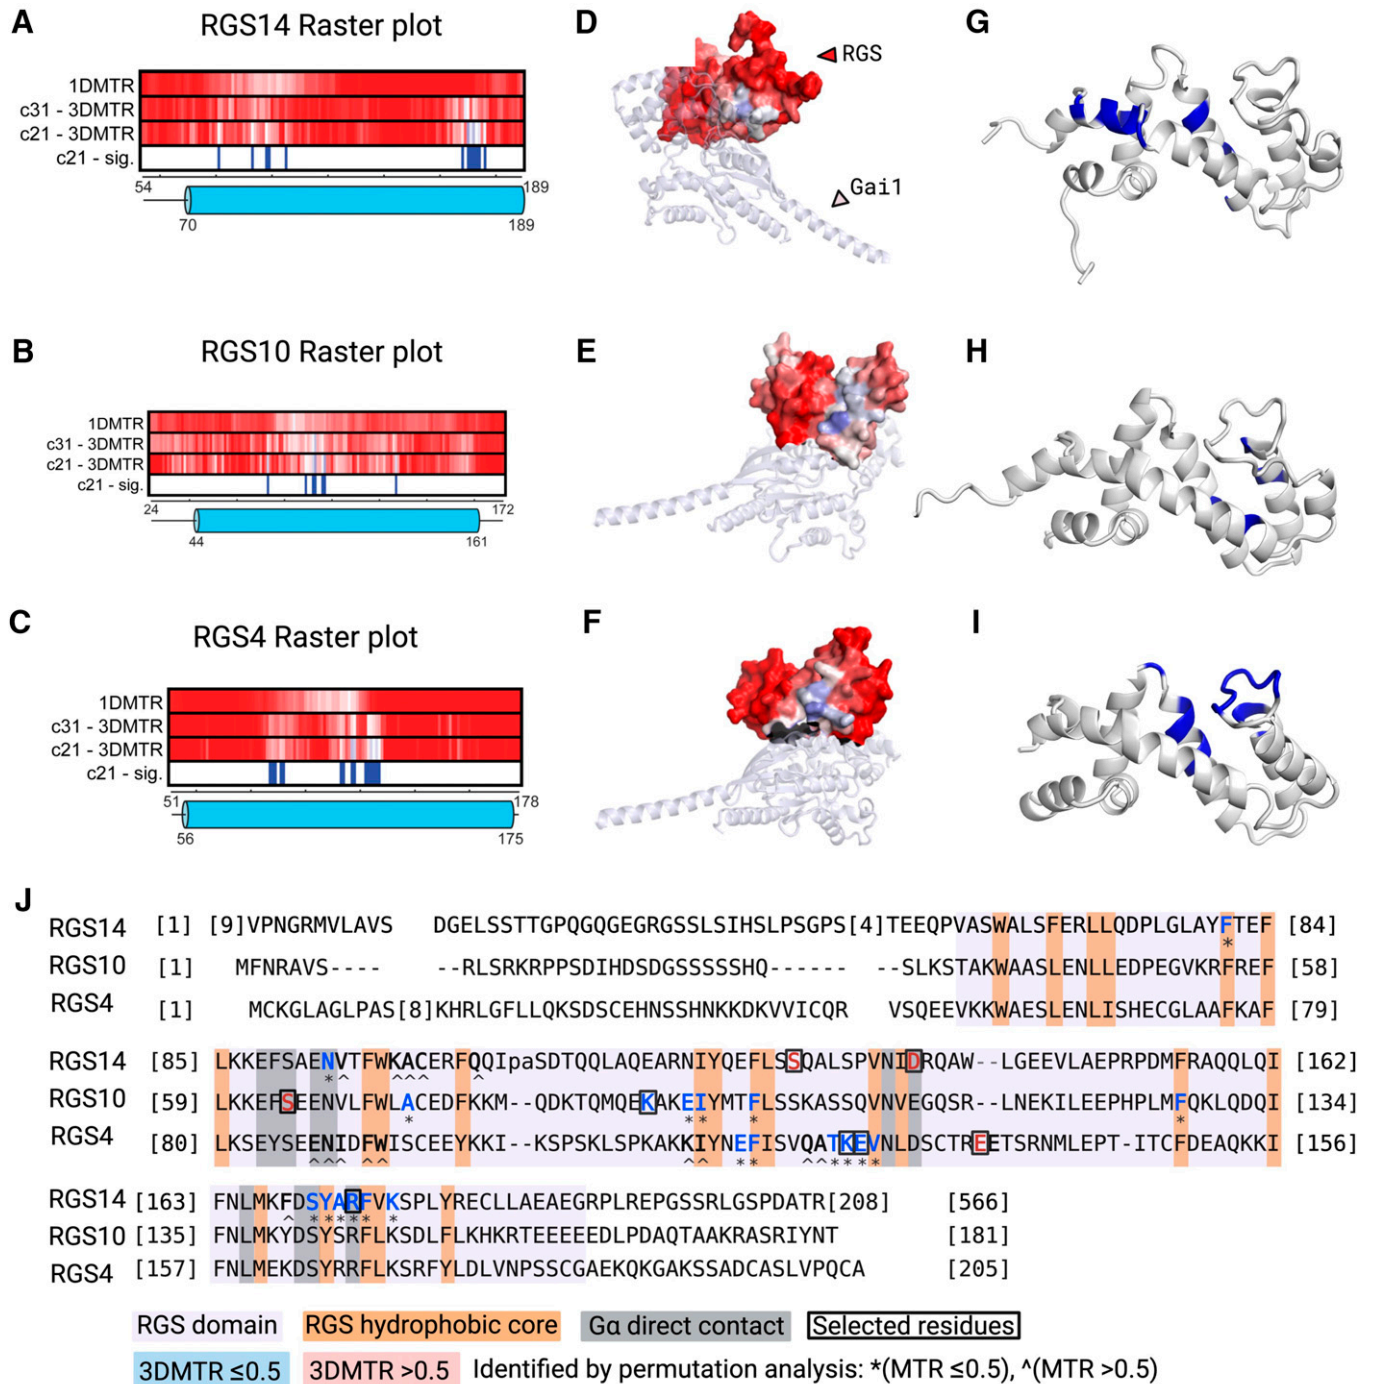 A
RGS14 Raster plot
1DMTR
c31 - 3DMTR
c21 - 3DMTR
c21 - sig.
54
189
70
189
D
RGS
Gai1
G
B
RGS10 Raster plot
1DMTR
c31 - 3DMTR
c21 - 3DMTR
c21 - sig.
24
172
44
161
E
H
C
RGS4 Raster plot
1DMTR
c31 - 3DMTR
c21 - 3DMTR
c21 - sig.
51
178
56
175
F
I
J
RGS14 [1] [9]VPNGRMVLAVS DGELSSTTGPQGQGEGRGSSLSIHSLPSGPS[4]TEEQPVASWALSFERLLQDPLGLAYFTEF [84]
*
RGS10 [1] MFNRAVS---- --RLSRKRPPSDIHDSDGSSSSSHQ------ --SLKSTAKWAASLENLLEDPEGVKRFREF [58]
RGS4 [1] MCKGLAGLPAS[8]KHRLGFLLQKSDSCEHNSSHNKKDKVVICQR VSQEEVKKWAESLENLISHECGLAAFKAF [79]
RGS14 [85] LKKEFSAENVTFWKACERFQQIpaSDTQQLAQEARNIYQEFLSSQALSPVNIDRQAW--LGEEVLAEPRPDMFRAQQLQI [162]
*^ ^^^ ^
RGS10 [59] LKKEFSEENVLFWLACEDFKKM--QDKTQMQEKAKEIYMTFLSSKASSQVNVEGQSR--LNEKILEEPHPLMFQKLQDQI [134]
* ** * *
RGS4 [80] LKSEYSEENIDFWISCEEYKKI--KSPSKLSPKAKKIYNEFISVQATKEVNLDSCTREETSRNMLEPT-ITCFDEAQKKI [156]
^^^ ^^ ^^ ** ^^****
RGS14 [163] FNLMKFDSYARFVKSPLYRECLLAEAEGRPLREPGSSRLGSPDATR[208] [566]
^ ***** *
RGS10 [135] FNLMKYDSYSRFLKSDLFLKHKRTEEEEEDLPDAQTAAKRASRIYNT [181]
RGS4 [157] FNLMEKDSYRRFLKSRFYLDLVNPSSCGAEKQKGAKSSADCASLVPQCA [205]
RGS domain
RGS hydrophobic core
Gα direct contact
Selected residues
3DMTR ≤0.5
3DMTR >0.5
Identified by permutation analysis: *(MTR ≤0.5), ^(MTR >0.5)